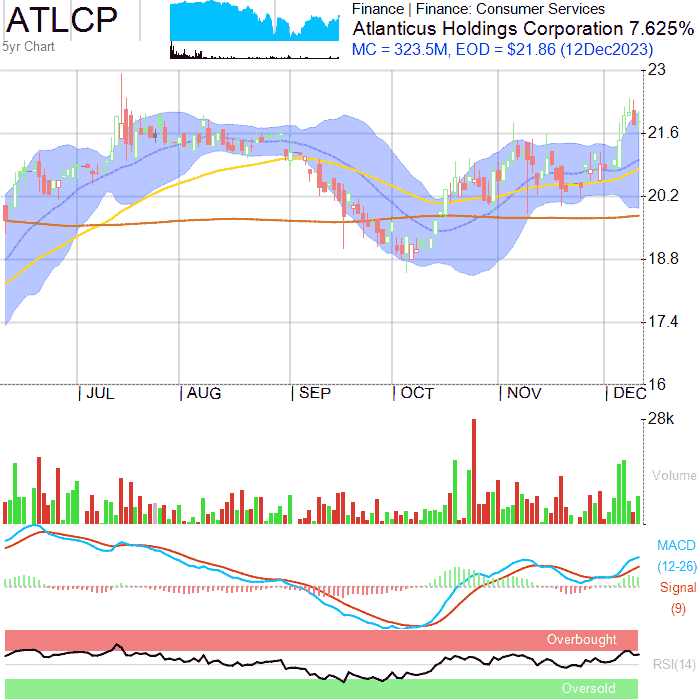 ATLCP
5yr Chart
Finance | Finance: Consumer Services
Atlanticus Holdings Corporation 7.625%
MC = 323.5M, EOD = $21.86 (12Dec2023)
23
21.6
20.2
18.8
17.4
16
JUL AUG SEP OCT NOV DEC
28k
Volume
MACD
(12-26)
Signal
(9)
Overbought
RSI(14)
Oversold